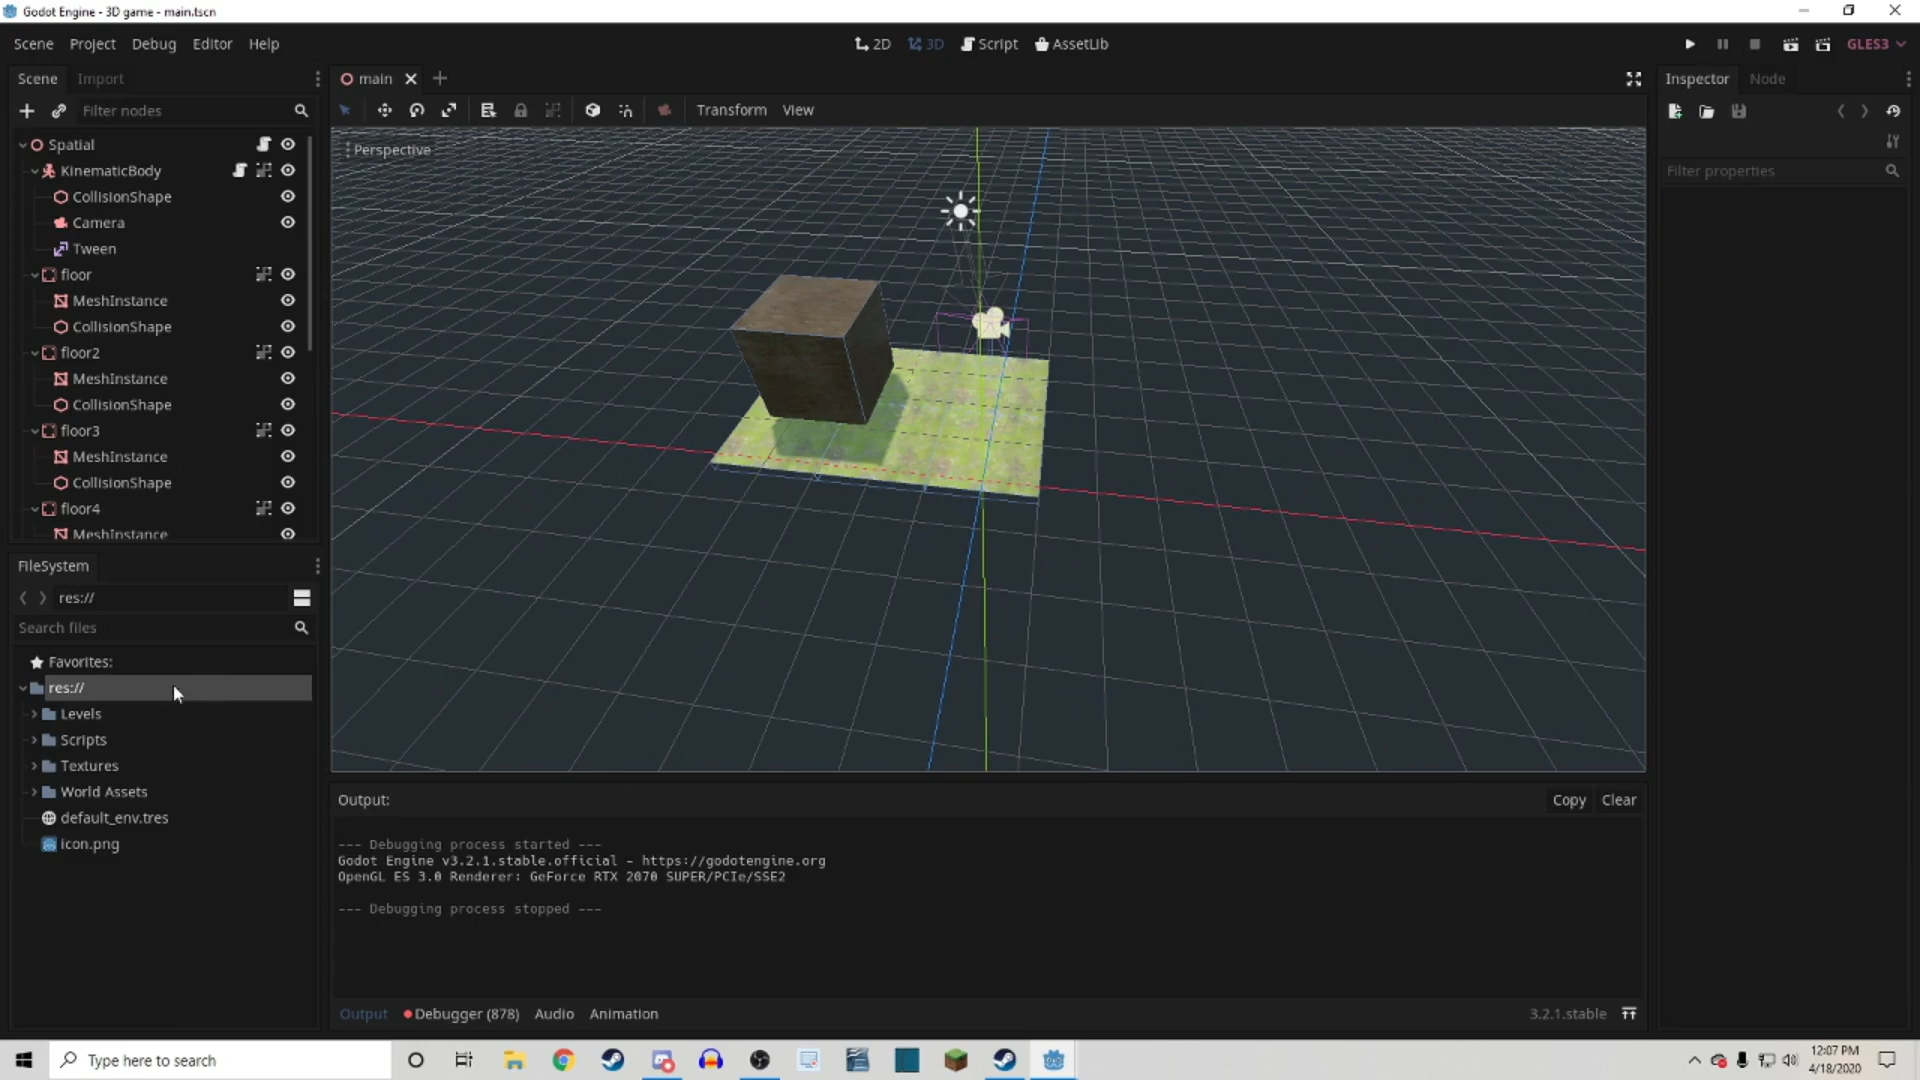 Godot Engine - 3D game - main.tscn
Scene Project Debug Editor Help
2D 3D Script AssetLib
GLES3
Scene Import
main
Inspector Node
Filter nodes
Transform View
Spatial
Perspective
Filter properties
KinematicBody
CollisionShape
Camera
Tween
floor
MeshInstance
CollisionShape
floor2
MeshInstance
CollisionShape
floor3
MeshInstance
CollisionShape
floor4
MeshInstance
FileSystem
res://
Search files
Favorites:
res://
Levels
Scripts
Textures
World Assets
default_env.tres
icon.png
Output:
Copy Clear
--- Debugging process started ---
Godot Engine v3.2.1.stable.official - https://godotengine.org
OpenGL ES 3.0 Renderer: GeForce RTX 2070 SUPER/PCIe/SSE2
--- Debugging process stopped ---
Output Debugger (878) Audio Animation
3.2.1.stable
Type here to search
12:07 PM
4/18/2020